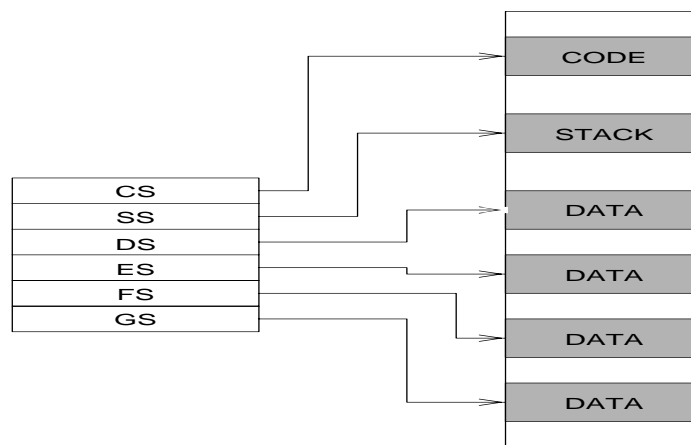 CS
SS
DS
ES
FS
GS
CODE
STACK
DATA
DATA
DATA
DATA